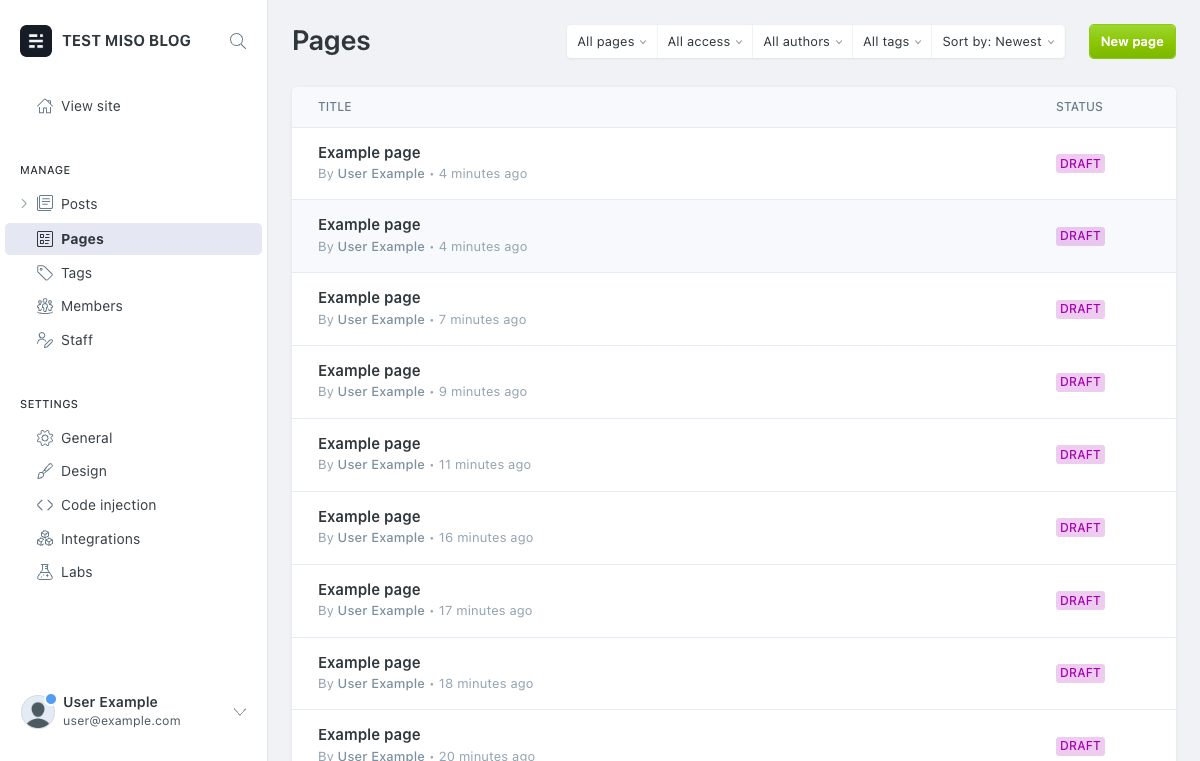 TEST MISO BLOG
View site
MANAGE
Posts
Pages
Tags
Members
Staff
SETTINGS
General
Design
Code injection
Integrations
Labs
User Example
user@example.com
Pages
All pages
All access
All authors
All tags
Sort by: Newest
New page
TITLE
STATUS
Example page
By User Example • 4 minutes ago
DRAFT
Example page
By User Example • 4 minutes ago
DRAFT
Example page
By User Example • 7 minutes ago
DRAFT
Example page
By User Example • 9 minutes ago
DRAFT
Example page
By User Example • 11 minutes ago
DRAFT
Example page
By User Example • 16 minutes ago
DRAFT
Example page
By User Example • 17 minutes ago
DRAFT
Example page
By User Example • 18 minutes ago
DRAFT
Example page
By User Example • 20 minutes ago
DRAFT